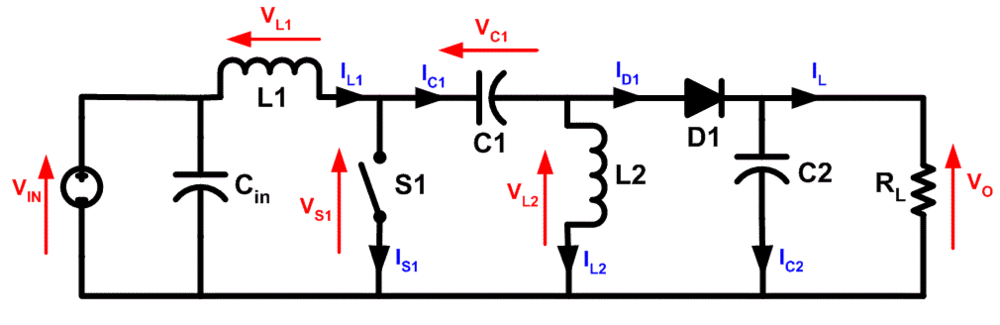 VL1
VC1
IL1
IC1
ID1
IL
L1
C1
D1
VIN
Cin
VS1
S1
VL2
L2
C2
RL
VO
IS1
IL2
IC2